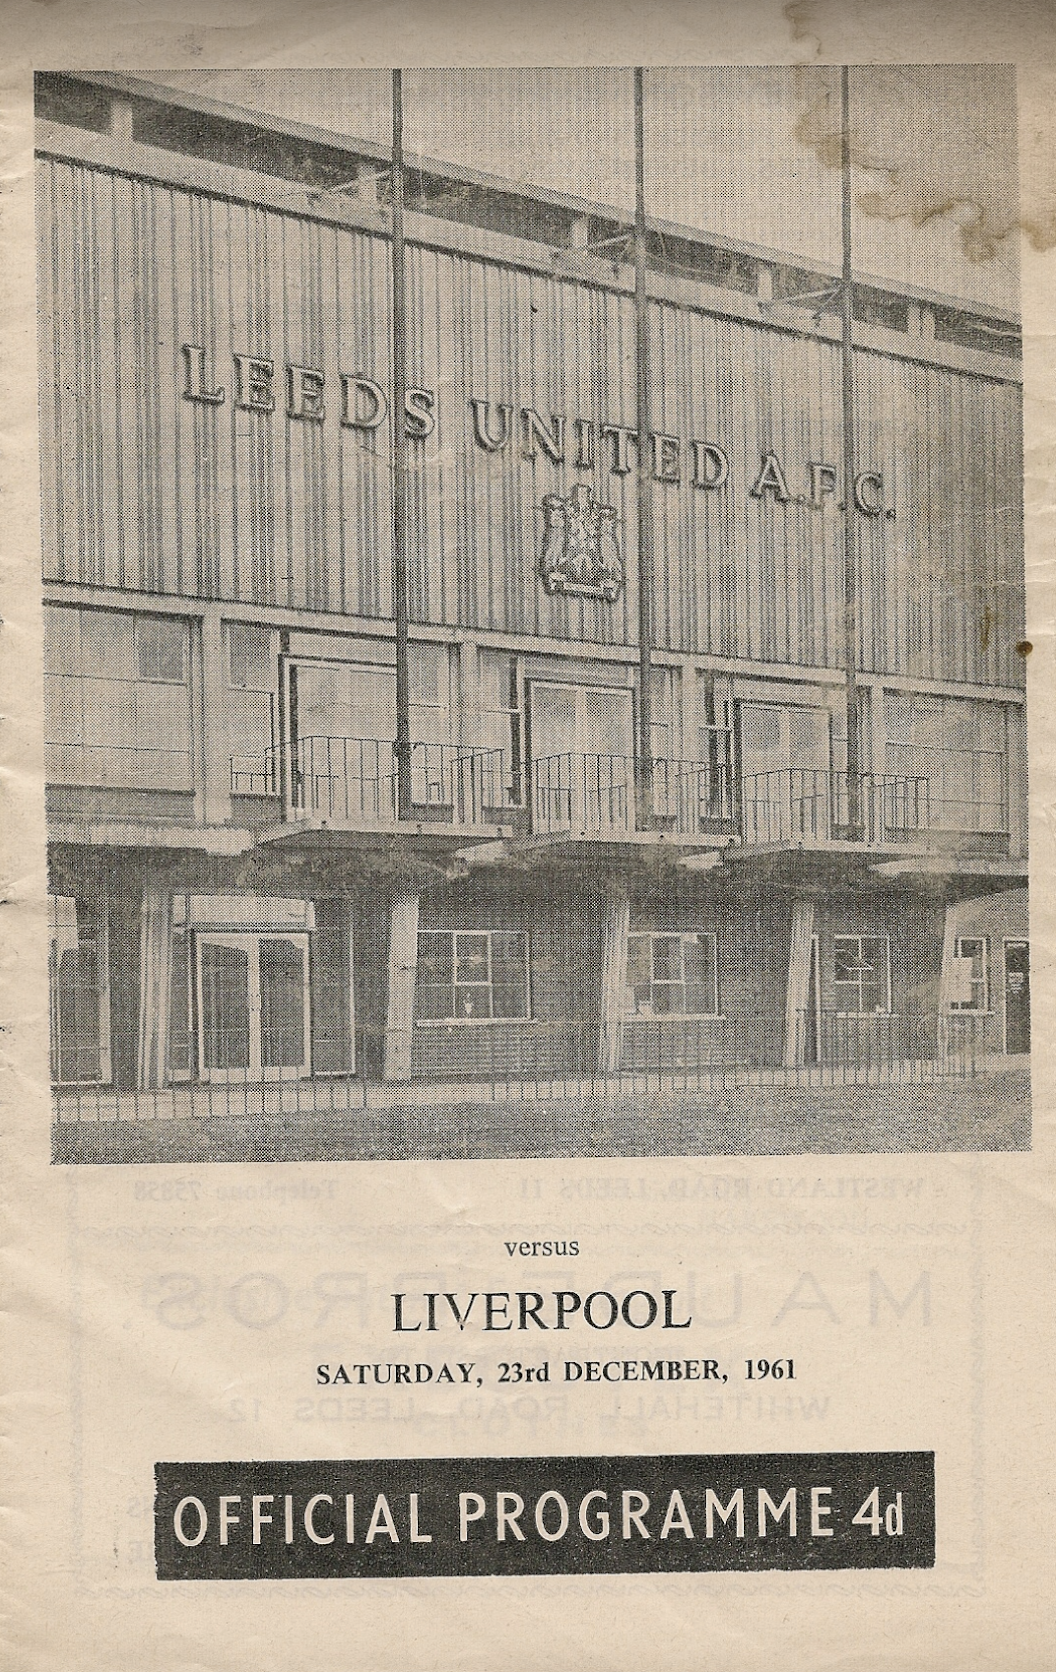 LEEDS UNITED A.F.C.
versus
LIVERPOOL
SATURDAY, 23rd DECEMBER, 1961
OFFICIAL PROGRAMME 4d